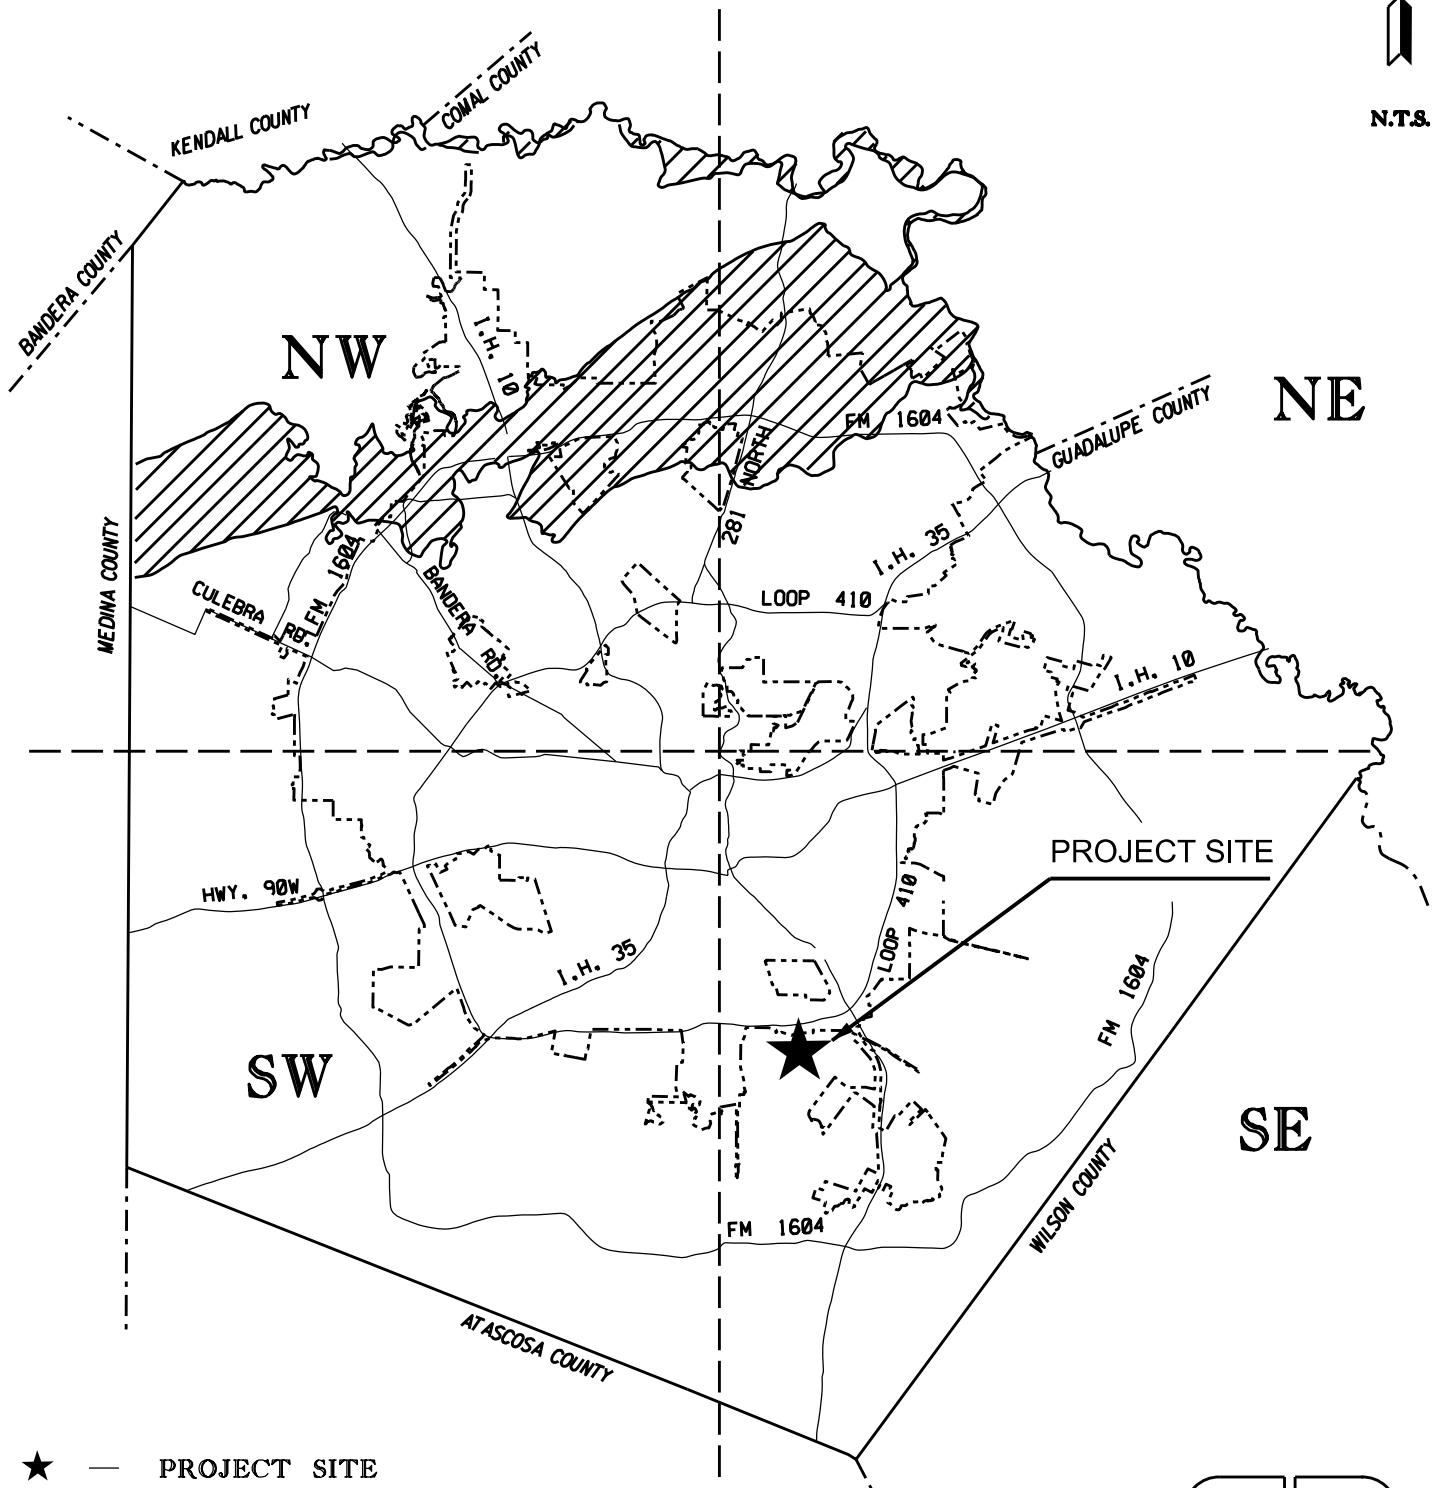 N.T.S.
COMAL COUNTY
KENDALL COUNTY
BANDERA COUNTY
NW
I.H. 10
NE
GUADALUPE COUNTY
FM 1604
NORTH
281
I.H. 35
MEDINA COUNTY
FM 1604
CULEBRA RD.
BANDERA RD.
LOOP 410
I.H. 10
PROJECT SITE
HWY. 90W
LOOP 410
I.H. 35
FM 1604
SW
SE
WILSON COUNTY
FM 1604
ATASCOSA COUNTY
★ — PROJECT SITE